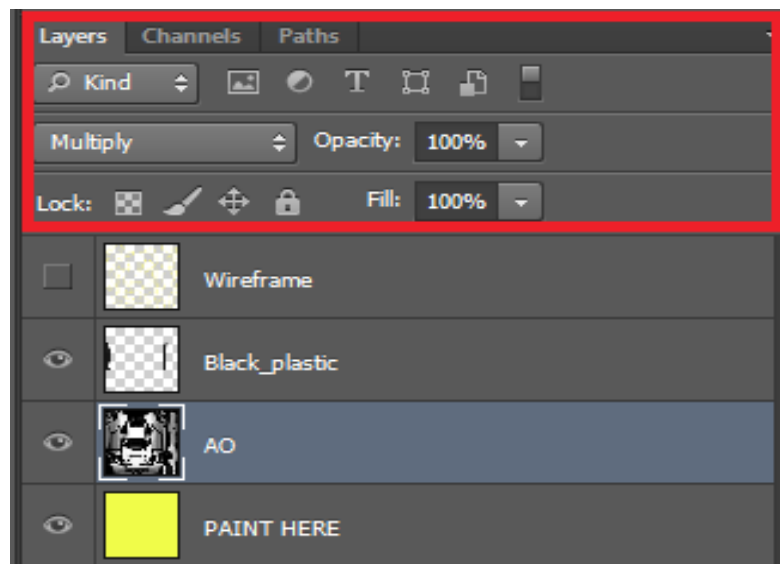 Layers Channels Paths
Kind T
Multiply Opacity: 100%
Lock: Fill: 100%
Wireframe
Black_plastic
AO
PAINT HERE